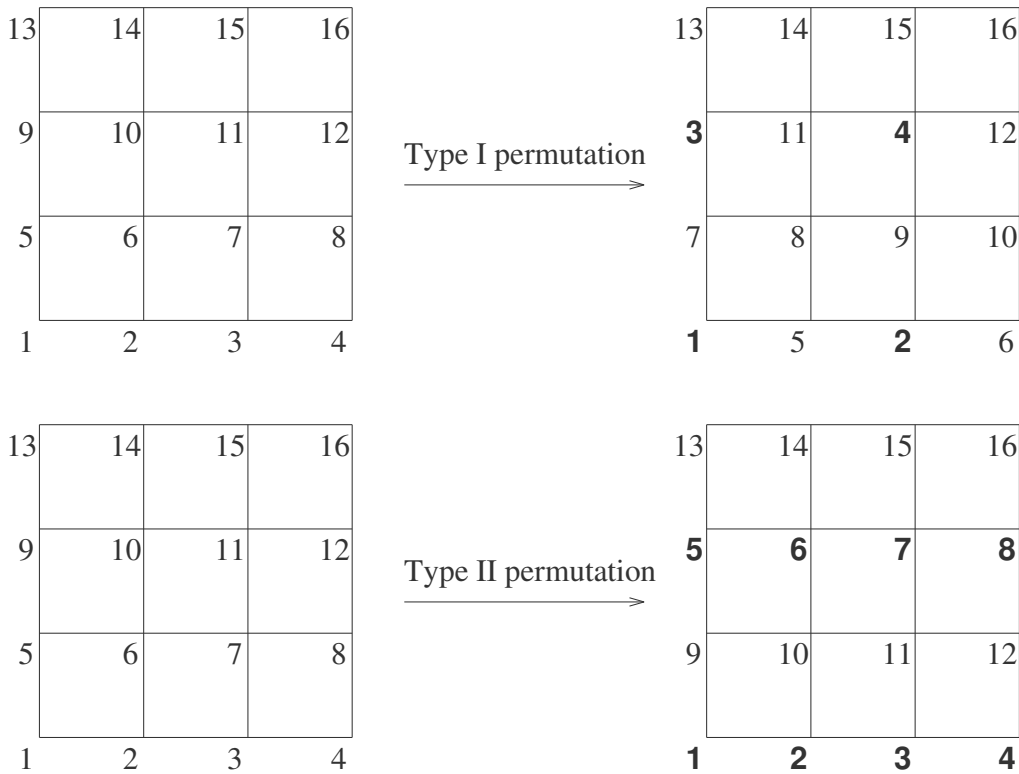 13 14 15 16 13 14 15 16
9 10 11 12 3 11 4 12
Type I permutation
5 6 7 8 7 8 9 10
1 2 3 4 1 5 2 6
13 14 15 16 13 14 15 16
9 10 11 12 5 6 7 8
Type II permutation
5 6 7 8 9 10 11 12
1 2 3 4 1 2 3 4